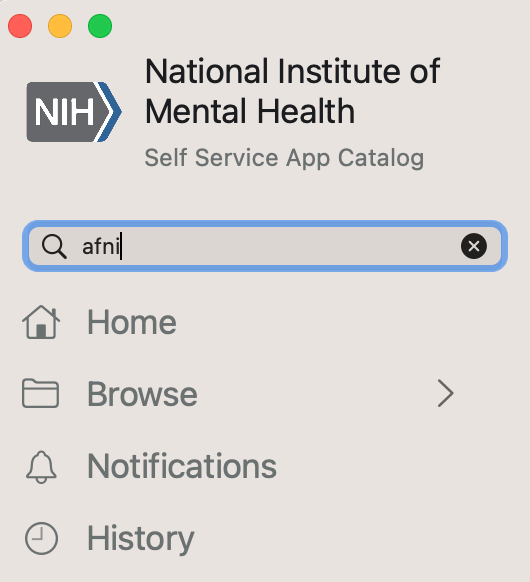 NIH
National Institute of
Mental Health
Self Service App Catalog
afni
Home
Browse
Notifications
History